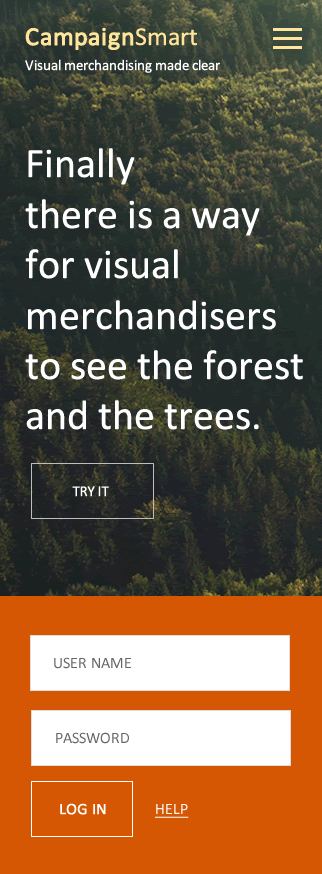 CampaignSmart
Visual merchandising made clear
Finally
there is a way
for visual
merchandisers
to see the forest
and the trees.
TRY IT
USER NAME
PASSWORD
LOG IN
HELP